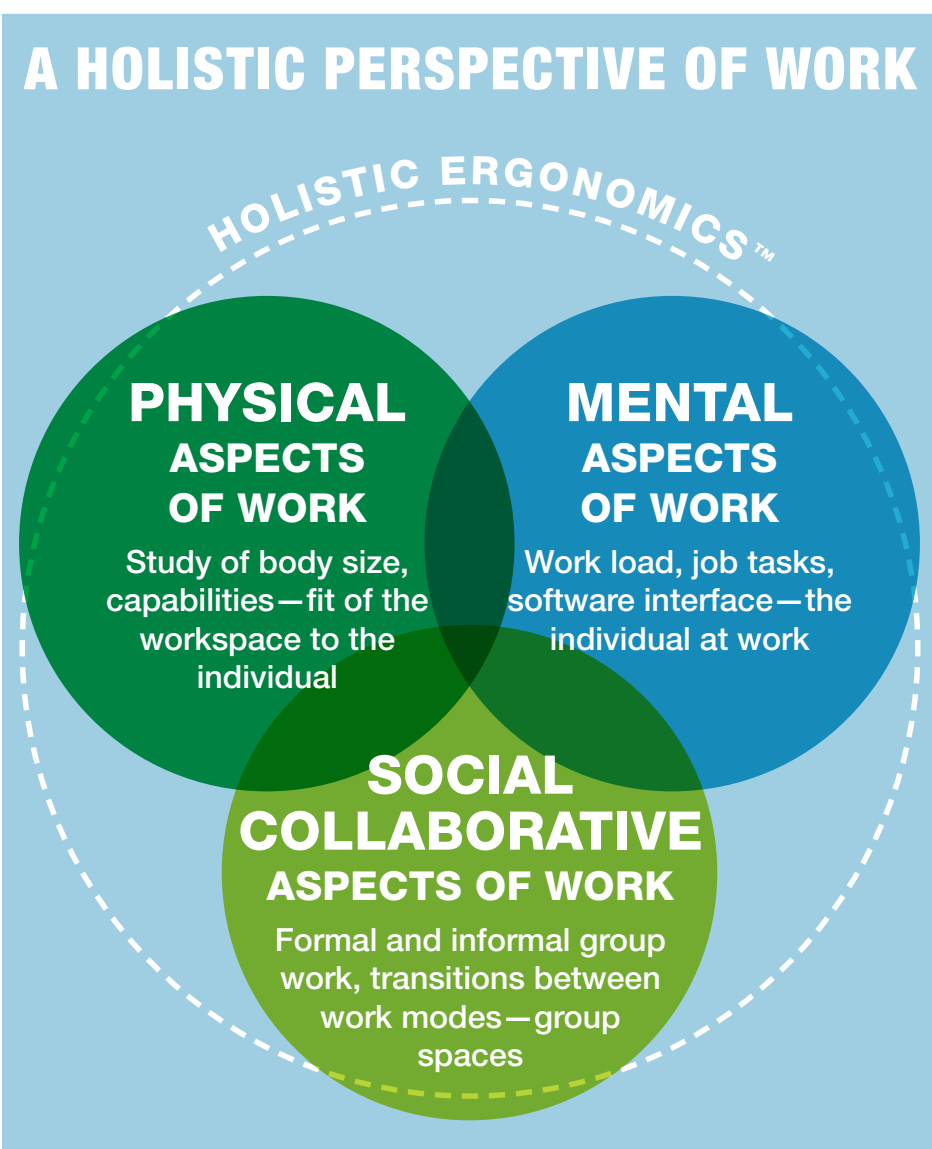 A HOLISTIC PERSPECTIVE OF WORK
HOLISTIC ERGONOMICS™
PHYSICAL
ASPECTS
OF WORK
Study of body size,
capabilities—fit of the
workspace to the
individual
MENTAL
ASPECTS
OF WORK
Work load, job tasks,
software interface—the
individual at work
SOCIAL
COLLABORATIVE
ASPECTS OF WORK
Formal and informal group
work, transitions between
work modes—group
spaces